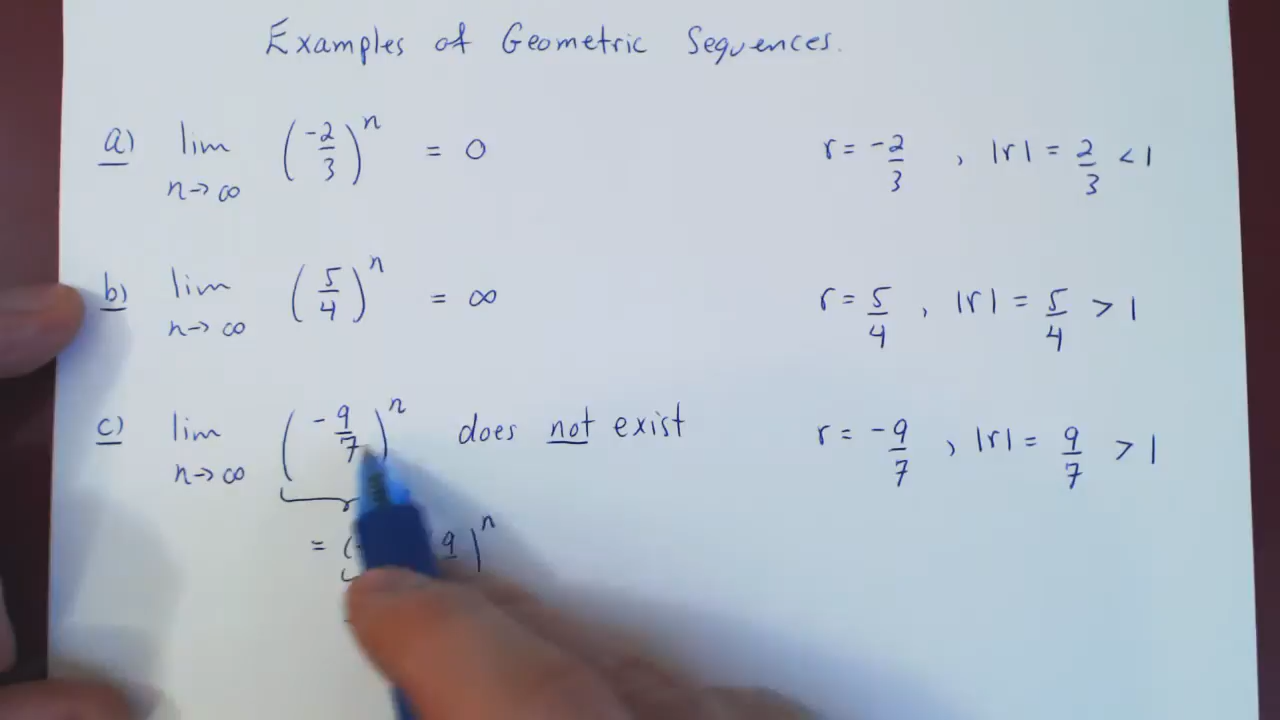 Examples of Geometric Sequences.
a) lim n→∞ (-2/3)^n = 0 r = -2/3 , |r| = 2/3 < 1
b) lim n→∞ (5/4)^n = ∞ r = 5/4 , |r| = 5/4 > 1
c) lim n→∞ (-9/7)^n does not exist r = -9/7 , |r| = 9/7 > 1
= ( 9 )^n